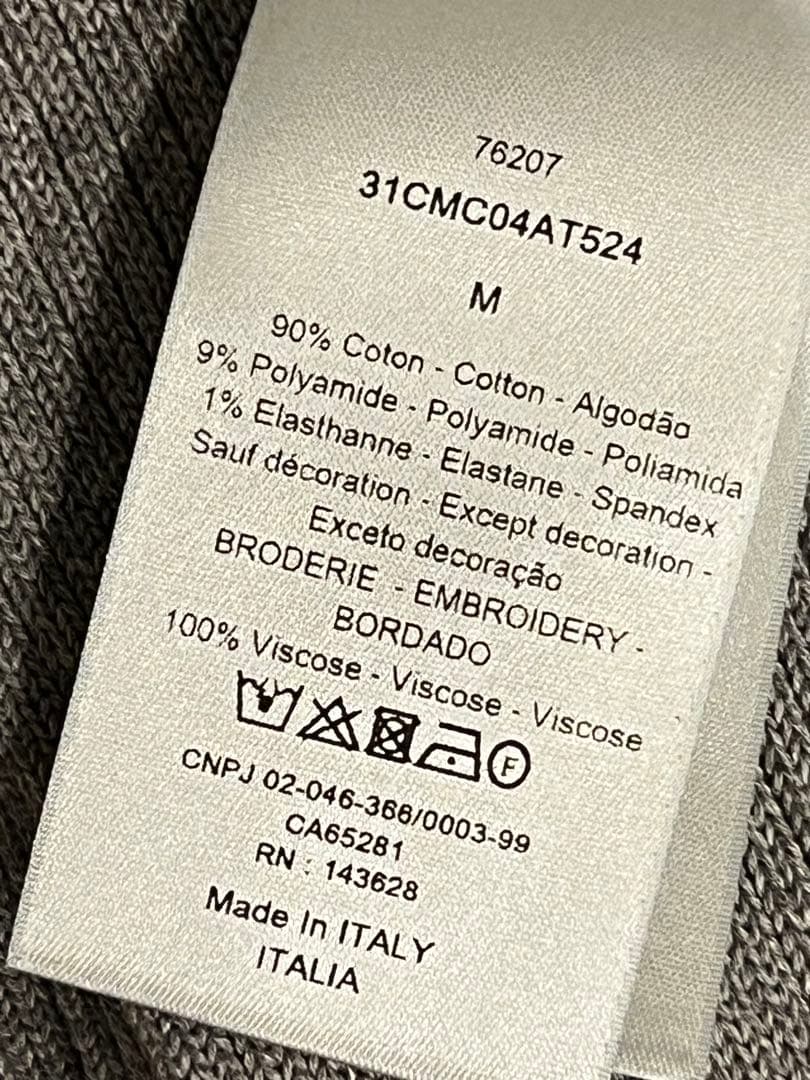 76207
31CMC04AT524
M
90% Coton - Cotton - Algodão
9% Polyamide - Polyamide - Poliamida
1% Elasthanne - Elastane - Spandex
Sauf décoration - Except decoration -
Exceto decoração
BRODERIE - EMBROIDERY -
BORDADO
100% Viscose - Viscose - Viscose
F
CNPJ 02-046-366/0003-99
CA65281
RN : 143628
Made In ITALY
ITALIA